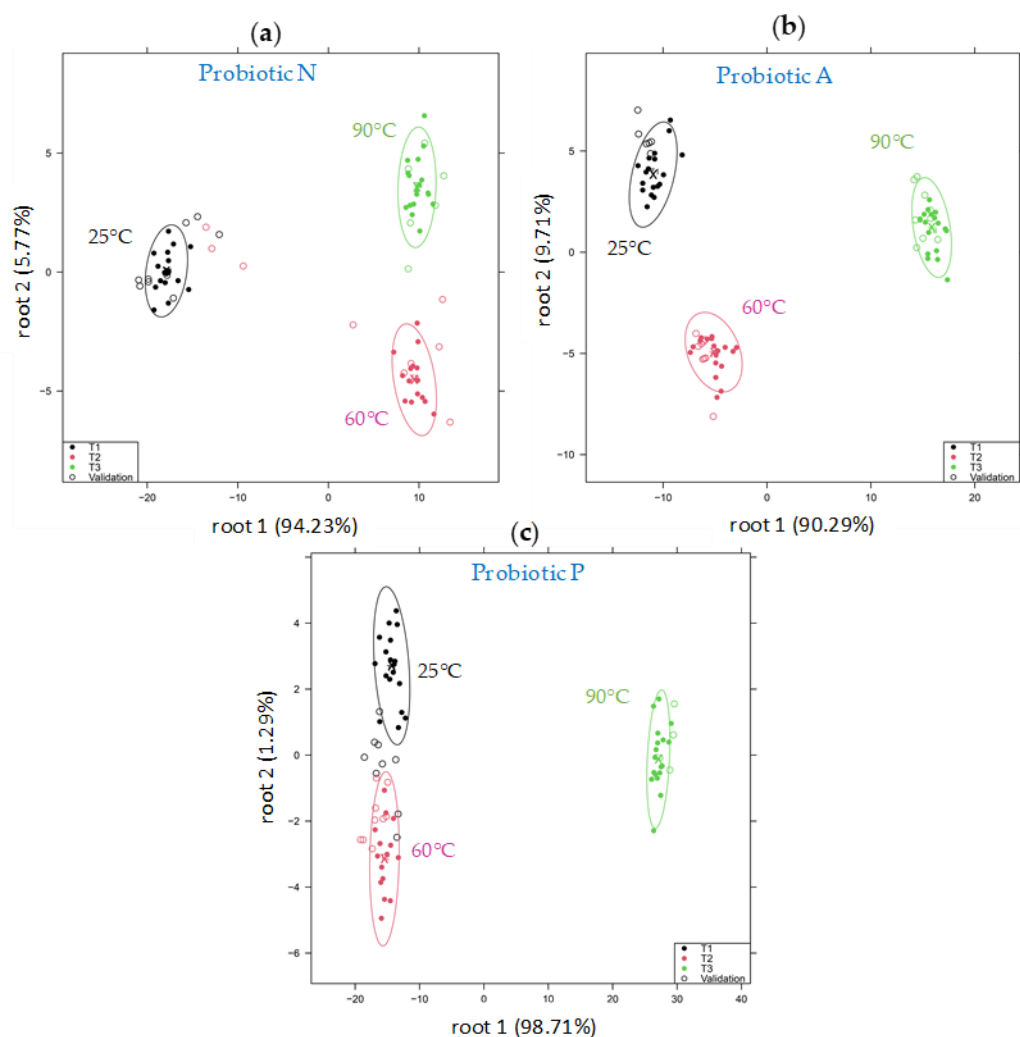 (a)
Probiotic N
90°C
25°C
60°C
5
0
−5
root 2 (5.77%)
T1
T2
T3
Validation
−20
−10
0
10
root 1 (94.23%)
(b)
Probiotic A
90°C
25°C
60°C
5
0
−5
−10
root 2 (9.71%)
T1
T2
T3
Validation
−10
0
10
20
root 1 (90.29%)
(c)
Probiotic P
25°C
90°C
60°C
4
2
0
−2
−4
−6
root 2 (1.29%)
T1
T2
T3
Validation
−20
−10
0
10
20
30
40
root 1 (98.71%)